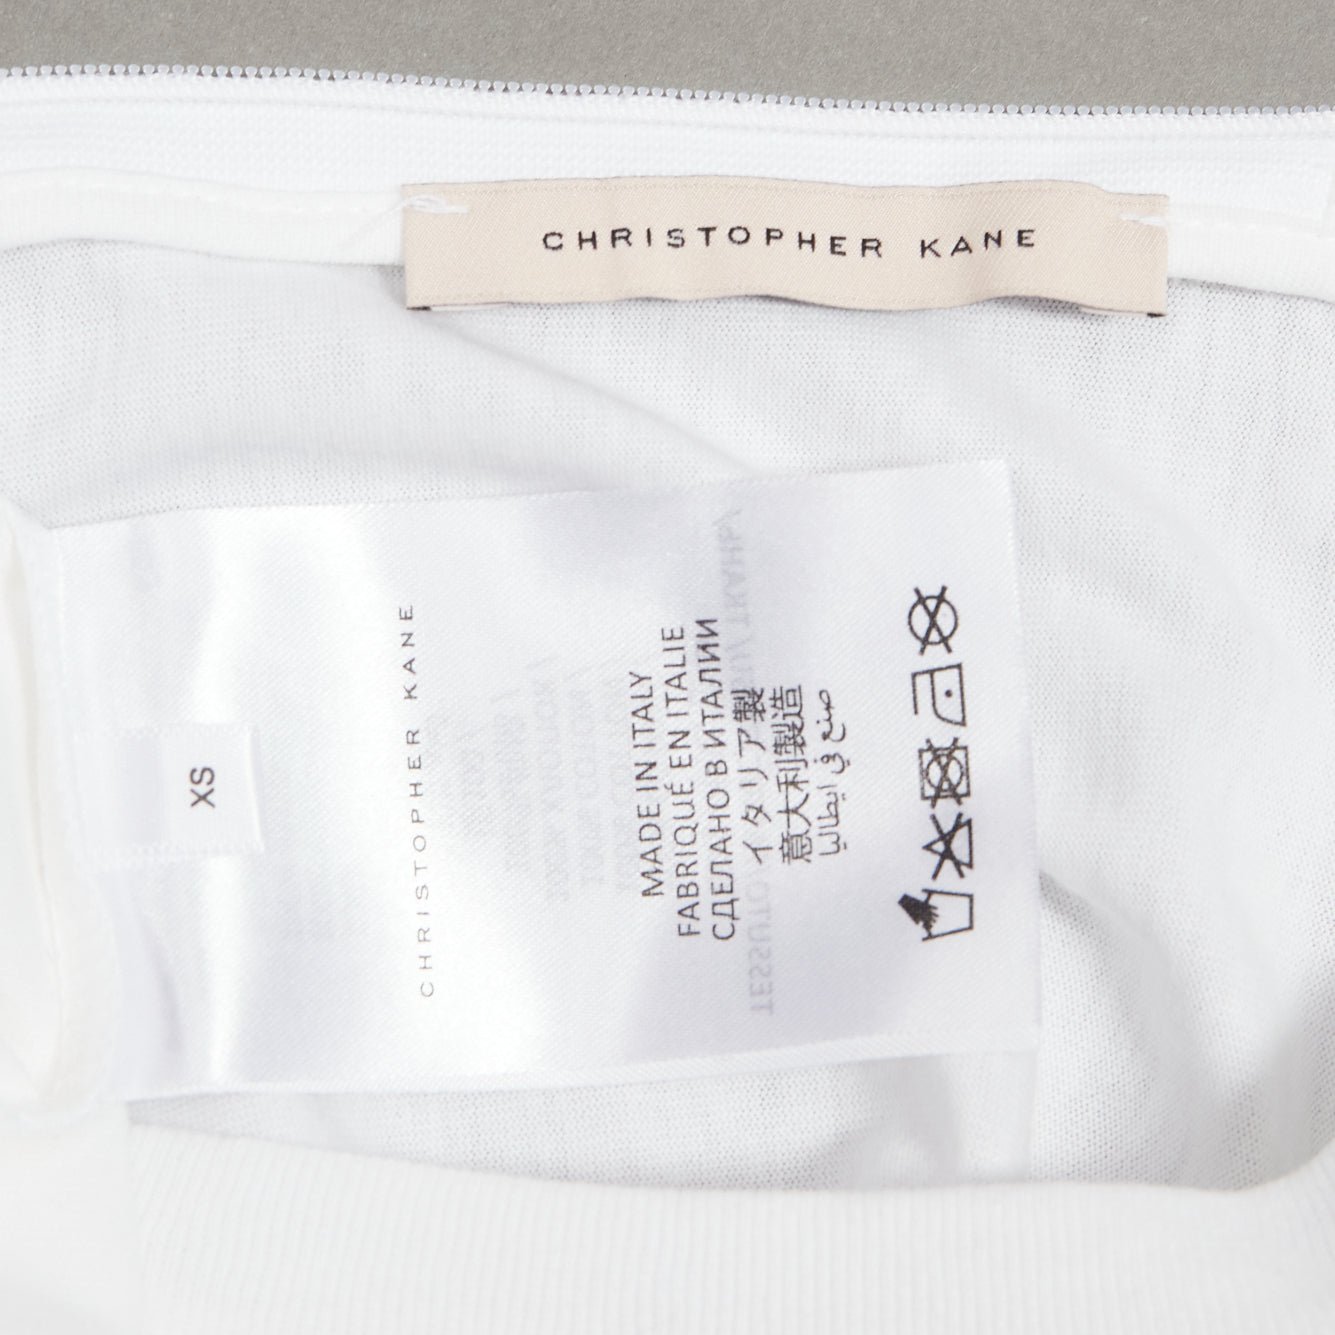 CHRISTOPHER KANE
XS
CHRISTOPHER KANE
MADE IN ITALY
FABRIQUÉ EN ITALIE
СДЕЛАНО В ИТАЛИИ
イタリア製
意大利製造
صنع في ايطاليا